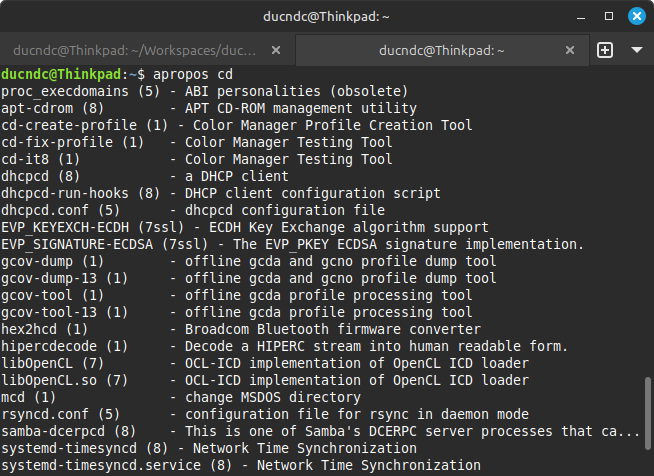 ducndc@Thinkpad: ~
ducndc@Thinkpad: ~/Workspaces/duc...
ducndc@Thinkpad: ~
ducndc@Thinkpad:~$ apropos cd
proc_execdomains (5) - ABI personalities (obsolete)
apt-cdrom (8)        - APT CD-ROM management utility
cd-create-profile (1) - Color Manager Profile Creation Tool
cd-fix-profile (1)   - Color Manager Testing Tool
cd-it8 (1)           - Color Manager Testing Tool
dhcpcd (8)           - a DHCP client
dhcpcd-run-hooks (8) - DHCP client configuration script
dhcpcd.conf (5)      - dhcpcd configuration file
EVP_KEYEXCH-ECDH (7ssl) - ECDH Key Exchange algorithm support
EVP_SIGNATURE-ECDSA (7ssl) - The EVP_PKEY ECDSA signature implementation.
gcov-dump (1)        - offline gcda and gcno profile dump tool
gcov-dump-13 (1)     - offline gcda and gcno profile dump tool
gcov-tool (1)        - offline gcda profile processing tool
gcov-tool-13 (1)     - offline gcda profile processing tool
hex2hcd (1)          - Broadcom Bluetooth firmware converter
hipercdecode (1)     - Decode a HIPERC stream into human readable form.
libOpenCL (7)        - OCL-ICD implementation of OpenCL ICD loader
libOpenCL.so (7)     - OCL-ICD implementation of OpenCL ICD loader
mcd (1)              - change MSDOS directory
rsyncd.conf (5)      - configuration file for rsync in daemon mode
samba-dcerpcd (8)    - This is one of Samba's DCERPC server processes that ca...
systemd-timesyncd (8) - Network Time Synchronization
systemd-timesyncd.service (8) - Network Time Synchronization